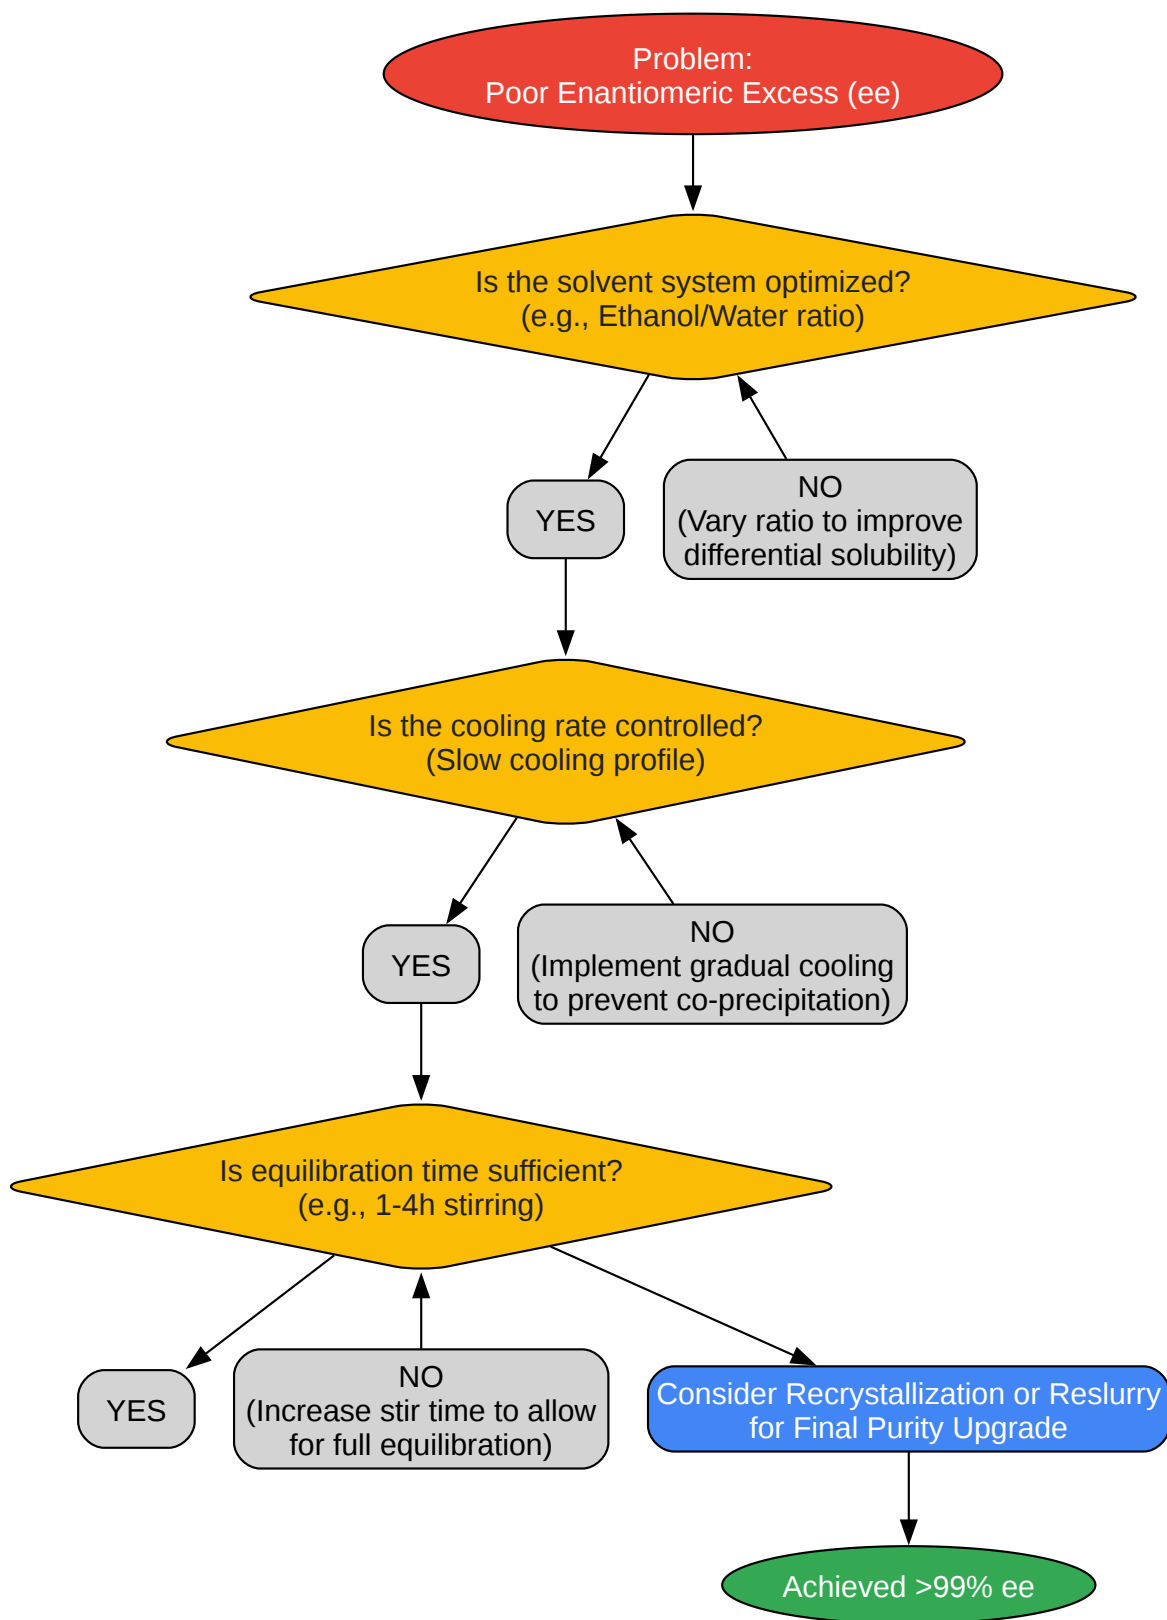 Problem:
Poor Enantiomeric Excess (ee)
Is the solvent system optimized?
(e.g., Ethanol/Water ratio)
YES
NO
(Vary ratio to improve
differential solubility)
Is the cooling rate controlled?
(Slow cooling profile)
YES
NO
(Implement gradual cooling
to prevent co-precipitation)
Is equilibration time sufficient?
(e.g., 1-4h stirring)
YES
NO
(Increase stir time to allow
for full equilibration)
Consider Recrystallization or Reslurry
for Final Purity Upgrade
Achieved >99% ee